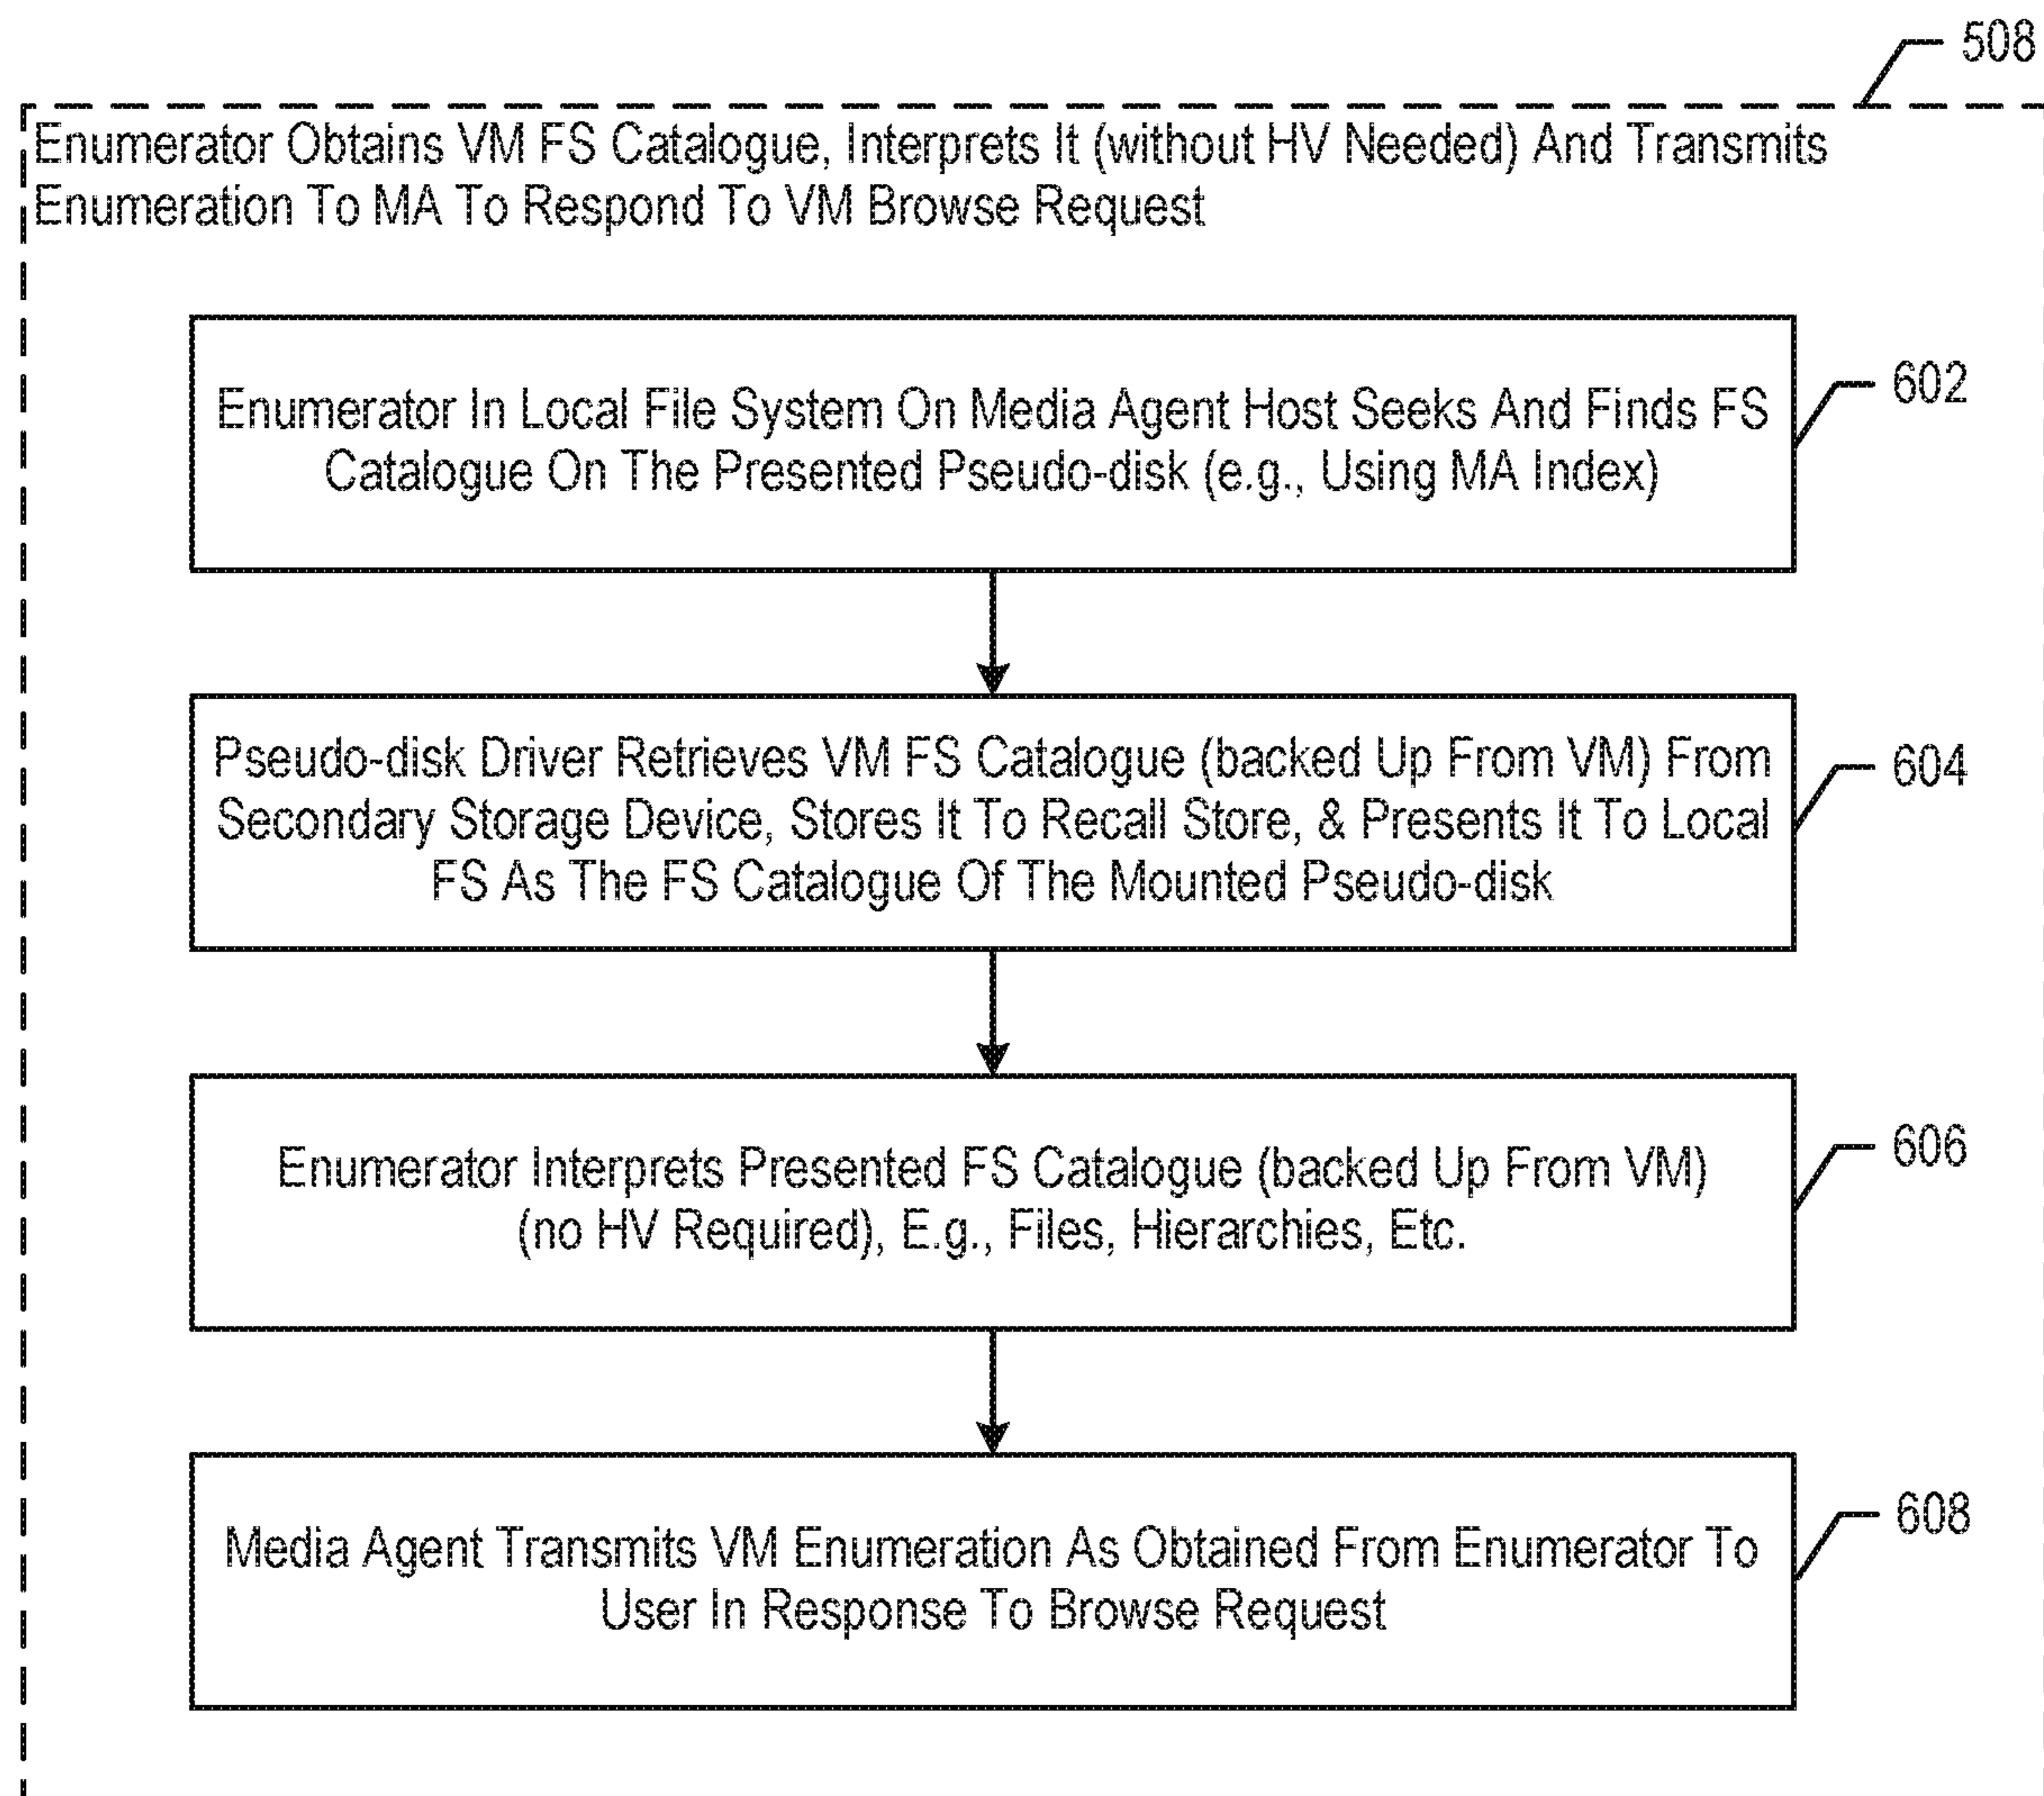 508
Enumerator Obtains VM FS Catalogue, Interprets It (without HV Needed) And Transmits
Enumeration To MA To Respond To VM Browse Request
Enumerator In Local File System On Media Agent Host Seeks And Finds FS
Catalogue On The Presented Pseudo-disk (e.g., Using MA Index)
602
Pseudo-disk Driver Retrieves VM FS Catalogue (backed Up From VM) From
Secondary Storage Device, Stores It To Recall Store, & Presents It To Local
FS As The FS Catalogue Of The Mounted Pseudo-disk
604
Enumerator Interprets Presented FS Catalogue (backed Up From VM)
(no HV Required), E.g., Files, Hierarchies, Etc.
606
Media Agent Transmits VM Enumeration As Obtained From Enumerator To
User In Response To Browse Request
608